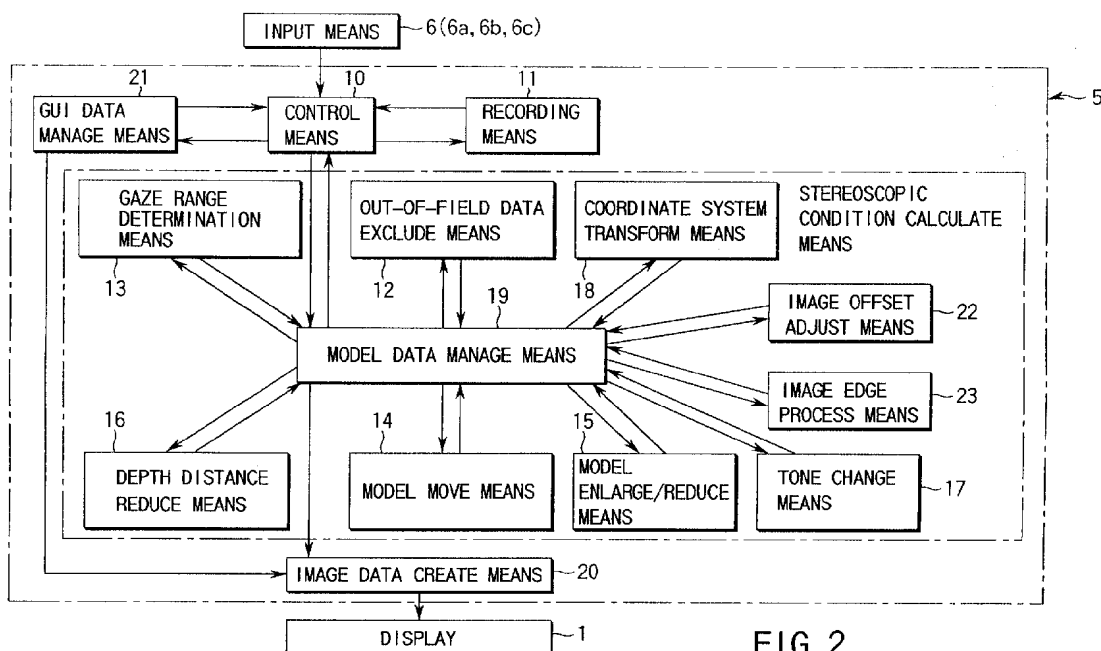 INPUT MEANS
6(6a, 6b, 6c)
5
21
GUI DATA
MANAGE MEANS
10
CONTROL
MEANS
11
RECORDING
MEANS
GAZE RANGE
DETERMINATION
MEANS
13
OUT-OF-FIELD DATA
EXCLUDE MEANS
12
COORDINATE SYSTEM
TRANSFORM MEANS
18
STEREOSCOPIC
CONDITION CALCULATE
MEANS
19
MODEL DATA MANAGE MEANS
IMAGE OFFSET
ADJUST MEANS
22
IMAGE EDGE
PROCESS MEANS
23
16
DEPTH DISTANCE
REDUCE MEANS
14
MODEL MOVE MEANS
15
MODEL
ENLARGE/REDUCE
MEANS
TONE CHANGE
MEANS
17
IMAGE DATA CREATE MEANS
20
DISPLAY
1
FIG.2